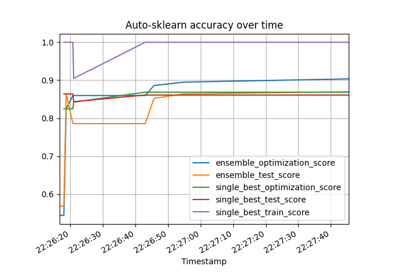 Auto-sklearn accuracy over time
1.0
0.9
0.8
0.7
0.6
ensemble_optimization_score
ensemble_test_score
single_best_optimization_score
single_best_test_score
single_best_train_score
22:26:20
22:26:30
22:26:40
22:26:50
22:27:00
22:27:10
22:27:20
22:27:30
22:27:40
Timestamp